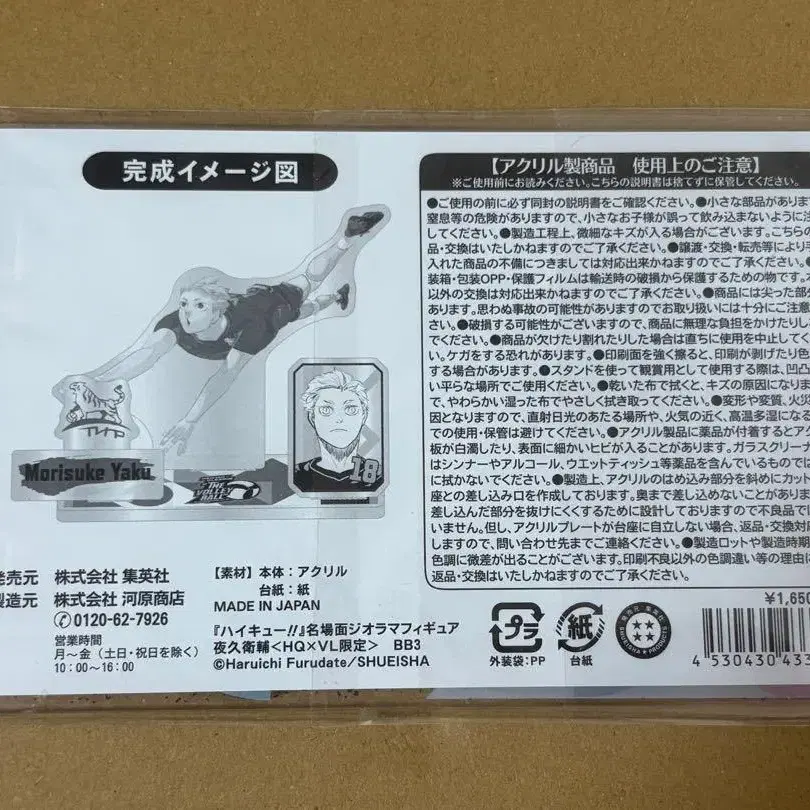 完成イメージ図
Morisuke Yaku
THE
VOLLEY
BALL
18
発売元 株式会社 集英社
製造元 株式会社 河原商店
0120-62-7926
営業時間
月～金（土日・祝日を除く）
10：00～16：00
【素材】本体：アクリル
台紙：紙
MADE IN JAPAN
『ハイキュー!!』名場面ジオラマフィギュア
夜久衛輔＜HQ×VL限定＞ BB3
©Haruichi Furudate/SHUEISHA
【アクリル製商品 使用上のご注意】
※ご使用前にお読みください。こちらの説明書は捨てずに保管してください。
●ご使用の前に必ず同封の説明書をご確認ください。●小さな部品がありま
窒息等の危険がありますので、小さなお子様が誤って飲み込まないように注
してください。●製造工程上、微細なキズが入る場合がございます。こちらの
品・交換はいたしかねますのでご了承ください。●譲渡・交換・転売等により手
入れた商品の不備につきましては対応出来かねますのでご了承ください。●
装箱・包装OPP・保護フィルムは輸送時の破損から保護するための物です。本
以外の交換は対応出来かねますのでご了承ください。●商品には尖った部分
あります。思わぬ事故の可能性がありますのでお取り扱いには十分にご注意
●破損する可能性がございますので、商品に無理な負担をかけたりし
でください。●商品が欠けたり割れたりした場合は直ちに使用を中止してく
い。ケガをする恐れがあります。●印刷面を強く擦ると、印刷が剥げたり色
する場合があります。●スタンドを使って観賞用として使用する際は、凹凸
い平らな場所でご使用ください。●乾いた布で拭くと、キズの原因になりま
で、やわらかい湿った布でやさしく拭き取ってください。●変形や変質、火災
因となりますので、直射日光のあたる場所や、火気の近く、高温多湿になる
での使用・保管は避けてください。●アクリル製品に薬品が付着するとアク
板が白濁したり、表面に細かいヒビが入ることがあります。ガラスクリーナ
はシンナーやアルコール、ウエットティッシュ等薬品を含んでいるもので
に拭かないでください。●製造上、アクリルのはめ込み部分を斜めにカット
座との差し込み口を作成しております。奥まで差し込めないことがありま
差し込んだ部分を抜けにくくするために設計しておりますので不良品で
いません。但し、アクリルプレートが台座に自立しない場合、返品・交換対
しますので、問い合わせ先までご連絡ください。●製造ロットや製造時期
色調に微差が出ることがございます。印刷不良以外の色調違い等の理由に
返品・交換はいたしかねますのでご了承ください。
¥1,650
プラ
外装袋：PP
紙
台紙
SHUEISHA PRODUCTS
4 530430 433